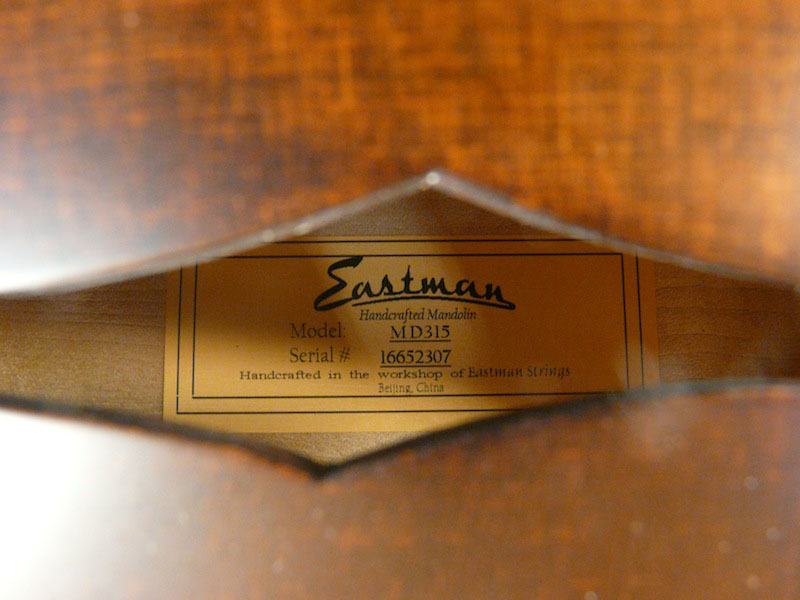 Eastman
Handcrafted Mandolin
Model: MD315
Serial # 16652307
Handcrafted in the workshop of Eastman Strings
Beijing, China